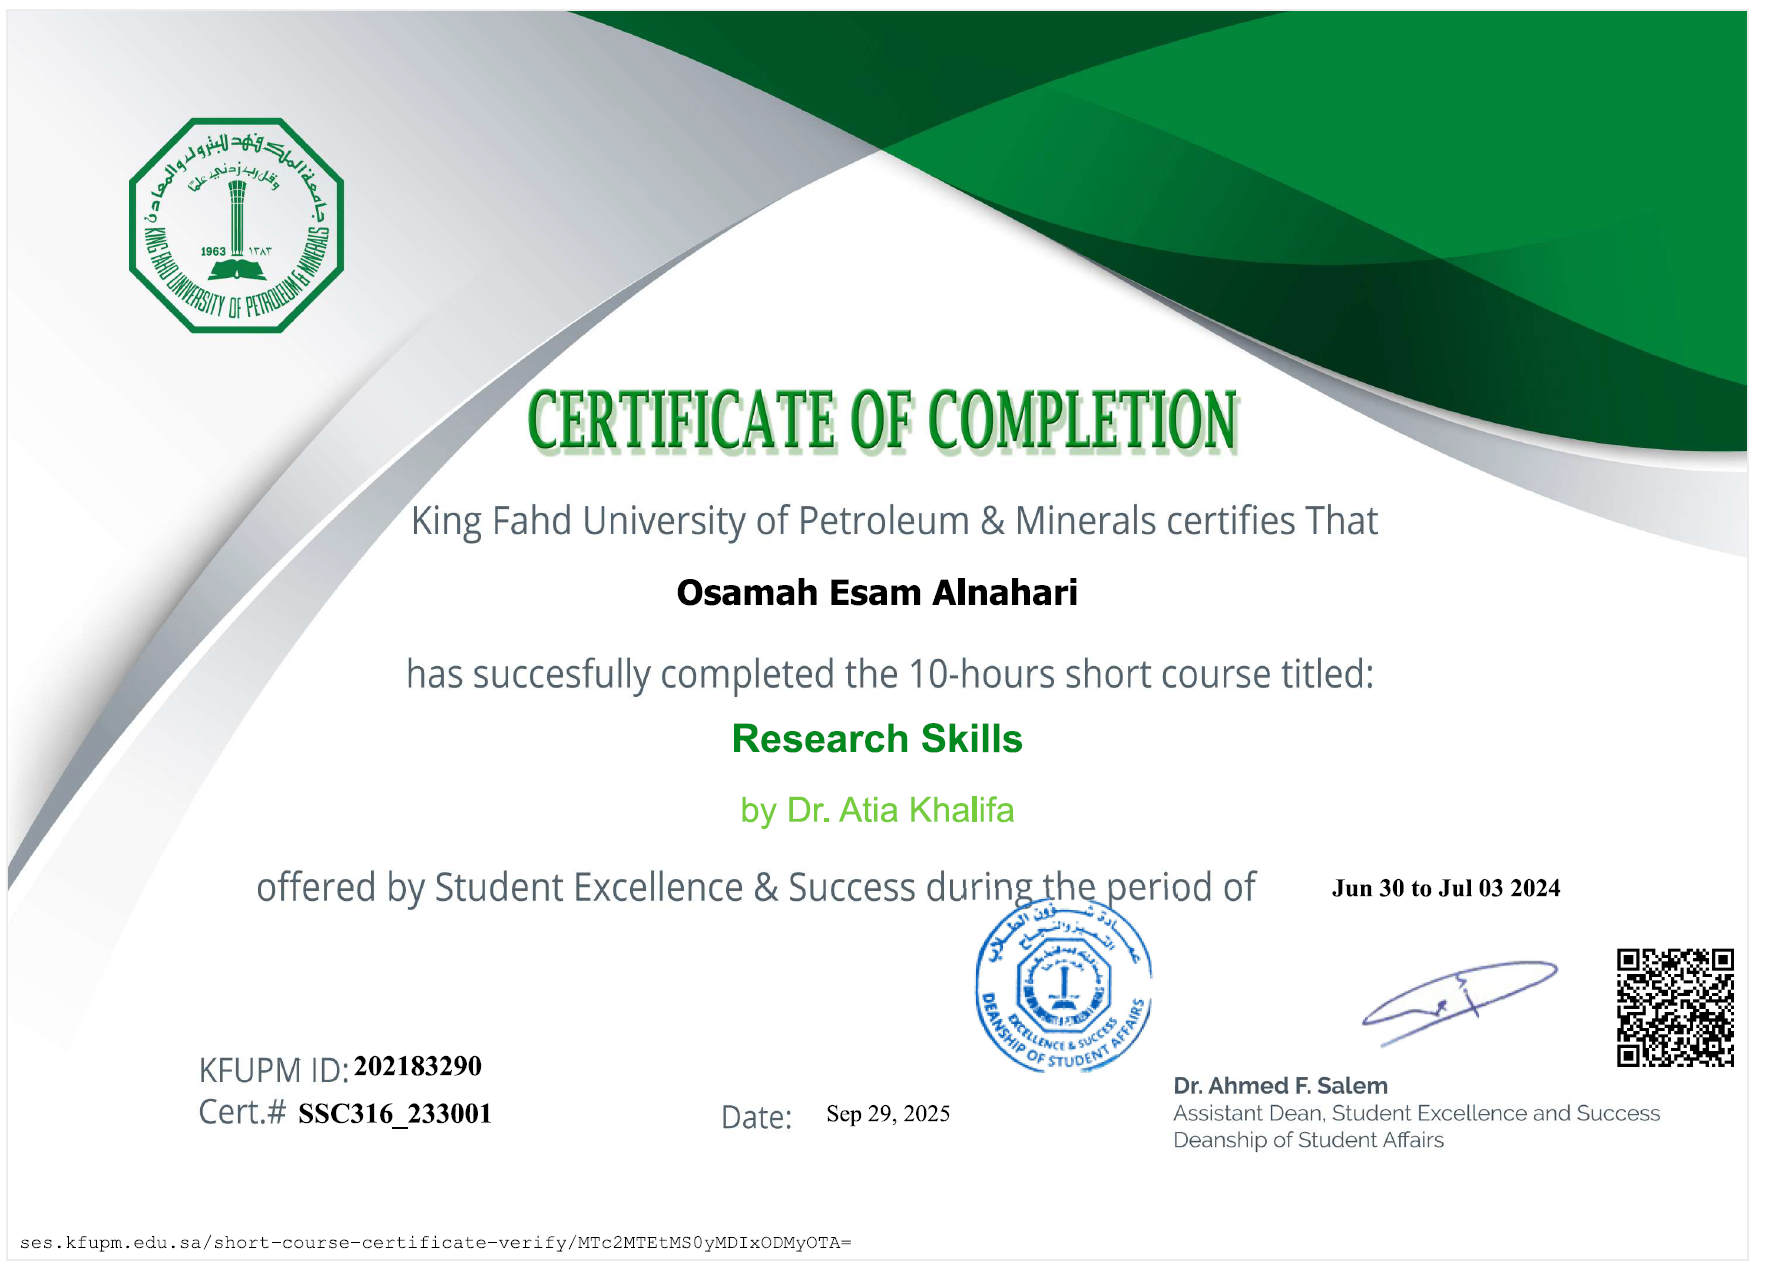 جامعة الملك فهد للبترول والمعادن
وقل رب زدني علمًا
1963 ١٣٨٣
KING FAHD UNIVERSITY OF PETROLEUM & MINERALS
CERTIFICATE OF COMPLETION
King Fahd University of Petroleum & Minerals certifies That
Osamah Esam Alnahari
has succesfully completed the 10-hours short course titled:
Research Skills
by Dr. Atia Khalifa
offered by Student Excellence & Success during the period of Jun 30 to Jul 03 2024
عمادة شؤون الطلاب
التميز والنجاح
EXCELLENCE & SUCCESS
DEANSHIP OF STUDENT AFFAIRS
KFUPM ID: 202183290
Cert.# SSC316_233001
Date: Sep 29, 2025
Dr. Ahmed F. Salem
Assistant Dean, Student Excellence and Success
Deanship of Student Affairs
ses.kfupm.edu.sa/short-course-certificate-verify/MTc2MTEtMS0yMDIxODMyOTA=